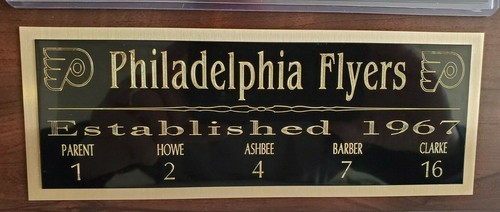 Philadelphia Flyers
Established 1967
PARENT HOWE ASHBEE BARBER CLARKE
1 2 4 7 16